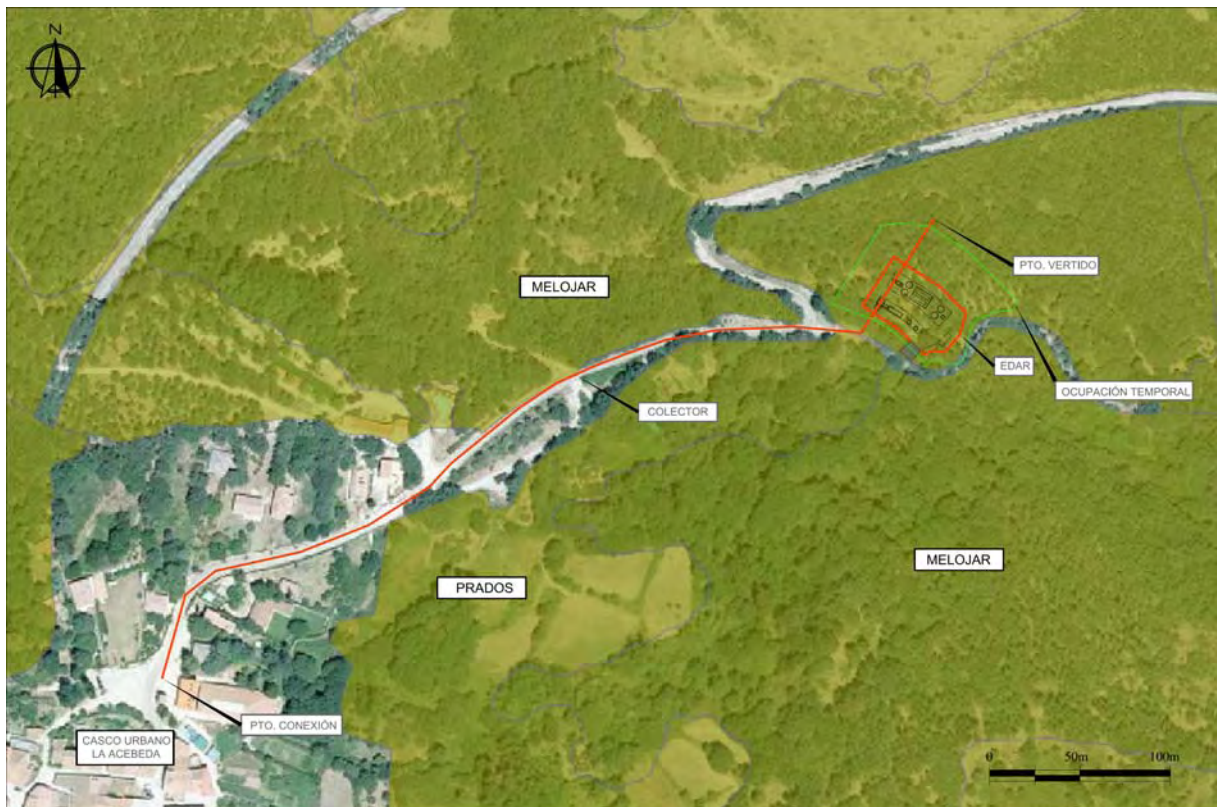 N
PTO. VERTIDO
MELOJAR
EDAR
OCUPACIÓN TEMPORAL
COLECTOR
MELOJAR
PRADOS
PTO. CONEXIÓN
CASCO URBANO
LA ACEBEDA
0 50m 100m